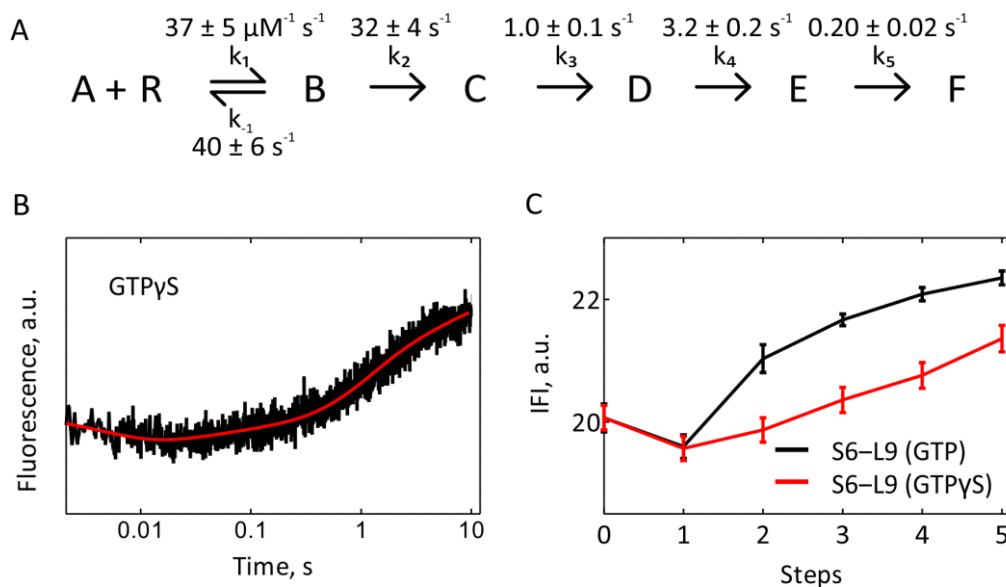 A
37 ± 5 µM⁻¹ s⁻¹ 32 ± 4 s⁻¹ 1.0 ± 0.1 s⁻¹ 3.2 ± 0.2 s⁻¹ 0.20 ± 0.02 s⁻¹
k₁ k₂ k₃ k₄ k₅
A + R ⇌ B → C → D → E → F
k₋₁
40 ± 6 s⁻¹
B
GTPγS
Fluorescence, a.u.
0.01 0.1 1 10
Time, s
C
IFI, a.u.
22
20
S6–L9 (GTP)
S6–L9 (GTPγS)
0 1 2 3 4 5
Steps